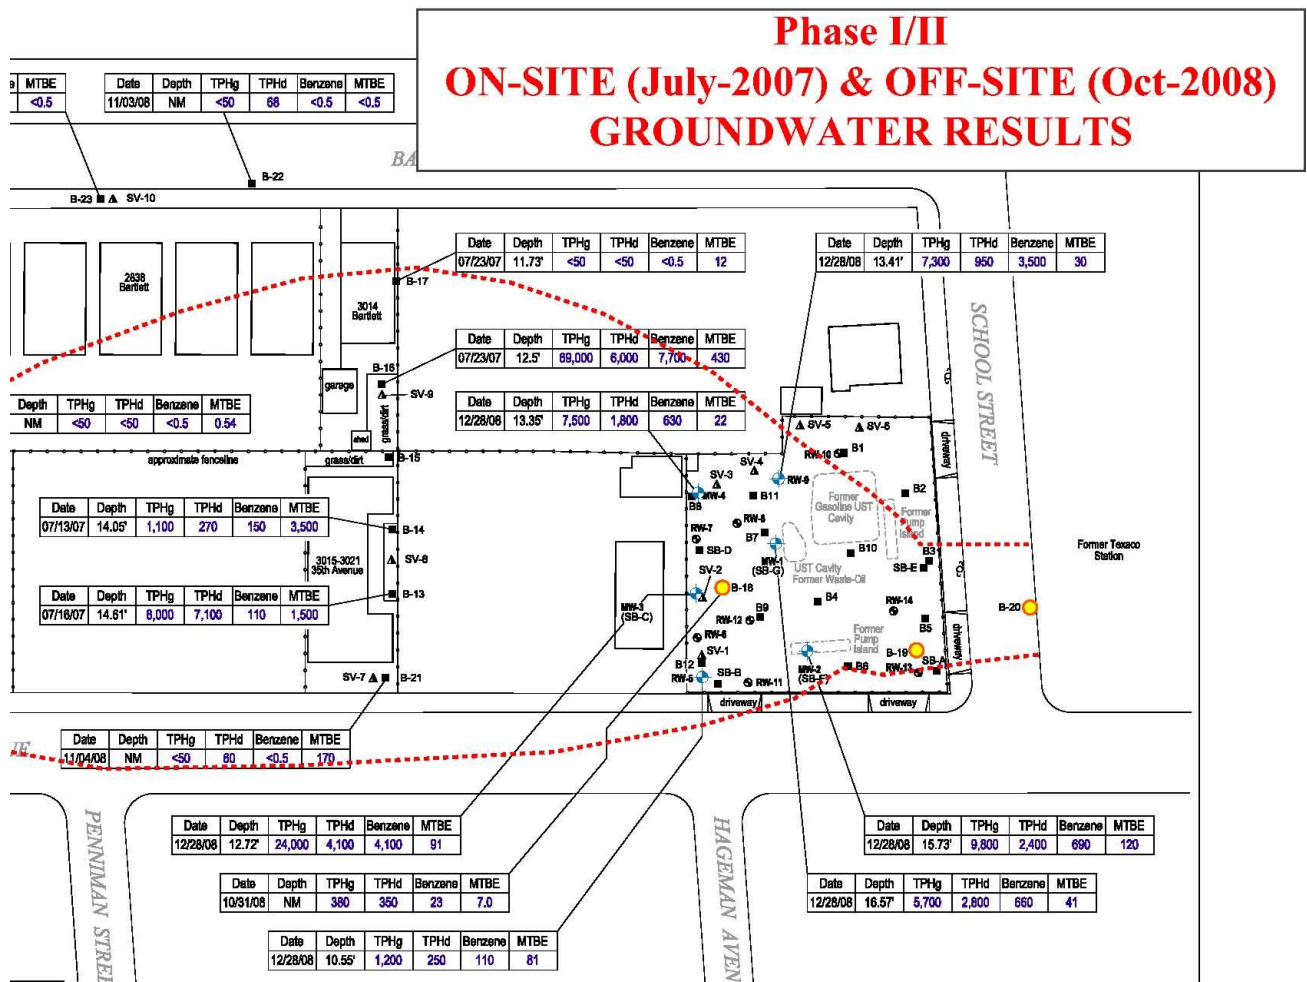 Phase I/II
ON-SITE (July-2007) & OFF-SITE (Oct-2008)
GROUNDWATER RESULTS
MTBE
<0.5
Date Depth TPHg TPHd Benzene MTBE
11/03/08 NM <50 68 <0.5 <0.5
BA
B-22
B-23 SV-10
Date Depth TPHg TPHd Benzene MTBE
07/23/07 11.73' <50 <50 <0.5 12
Date Depth TPHg TPHd Benzene MTBE
12/28/08 13.41' 7,300 950 3,500 30
2838
Bartlett
B-17
3014
Bartlett
SCHOOL STREET
Date Depth TPHg TPHd Benzene MTBE
07/23/07 12.5' 69,000 6,000 7,700 430
B-16
garage
SV-9
grass/dirt
shed
Depth TPHg TPHd Benzene MTBE
NM <50 <50 <0.5 0.54
Date Depth TPHg TPHd Benzene MTBE
12/28/08 13.35' 7,500 1,800 630 22
SV-5 SV-6
driveway
approximate fenceline
grass/dirt
B-15
RW-10 B1
SV-4
SV-3
RW-9
MW-4
B8
B11
B2
Former
Gasoline UST
Cavity
Former
Pump
Island
Date Depth TPHg TPHd Benzene MTBE
07/13/07 14.05' 1,100 270 150 3,500
B-14
RW-7
RW-8
B7
SB-D
MW-1
(SB-G)
B10
B3
SB-E
Former Texaco
Station
3015-3021
35th Avenue
SV-8
SV-2
UST Cavity
Former Waste-Oil
Date Depth TPHg TPHd Benzene MTBE
07/16/07 14.61' 8,000 7,100 110 1,500
B-13
B-18
MW-3
(SB-C)
B4
RW-14
B-20
RW-12 B9
B5
driveway
RW-6
Former
Pump
Island
SV-1
B12
B-19
SB-A
RW-5
SB-B
RW-11
MW-2
(SB-F)
B6
RW-13
SV-7 B-21
driveway
driveway
Date Depth TPHg TPHd Benzene MTBE
11/04/08 NM <50 60 <0.5 170
Date Depth TPHg TPHd Benzene MTBE
12/28/08 12.72' 24,000 4,100 4,100 91
Date Depth TPHg TPHd Benzene MTBE
12/28/08 15.73' 9,800 2,400 690 120
PENNIMAN STREE
HAGEMAN AVEN
Date Depth TPHg TPHd Benzene MTBE
10/31/08 NM 380 350 23 7.0
Date Depth TPHg TPHd Benzene MTBE
12/28/08 16.57' 5,700 2,800 660 41
Date Depth TPHg TPHd Benzene MTBE
12/28/08 10.55' 1,200 250 110 81